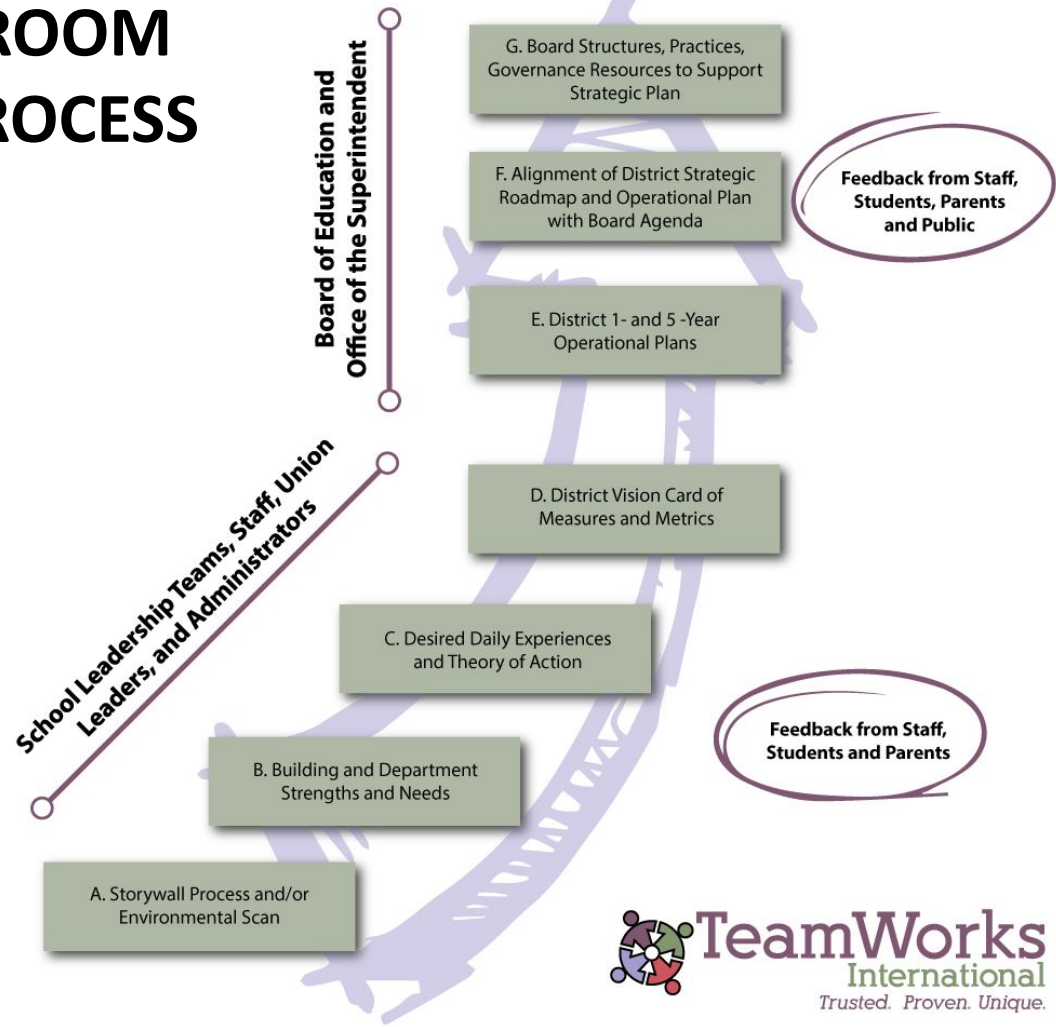 ROOM
ROCESS
Board of Education and
Office of the Superintendent
G. Board Structures, Practices,
Governance Resources to Support
Strategic Plan
F. Alignment of District Strategic
Roadmap and Operational Plan
with Board Agenda
Feedback from Staff,
Students, Parents
and Public
E. District 1- and 5 -Year
Operational Plans
School Leadership Teams, Staff, Union
Leaders, and Administrators
D. District Vision Card of
Measures and Metrics
C. Desired Daily Experiences
and Theory of Action
Feedback from Staff,
Students and Parents
B. Building and Department
Strengths and Needs
A. Storywall Process and/or
Environmental Scan
TeamWorks
International
Trusted. Proven. Unique.